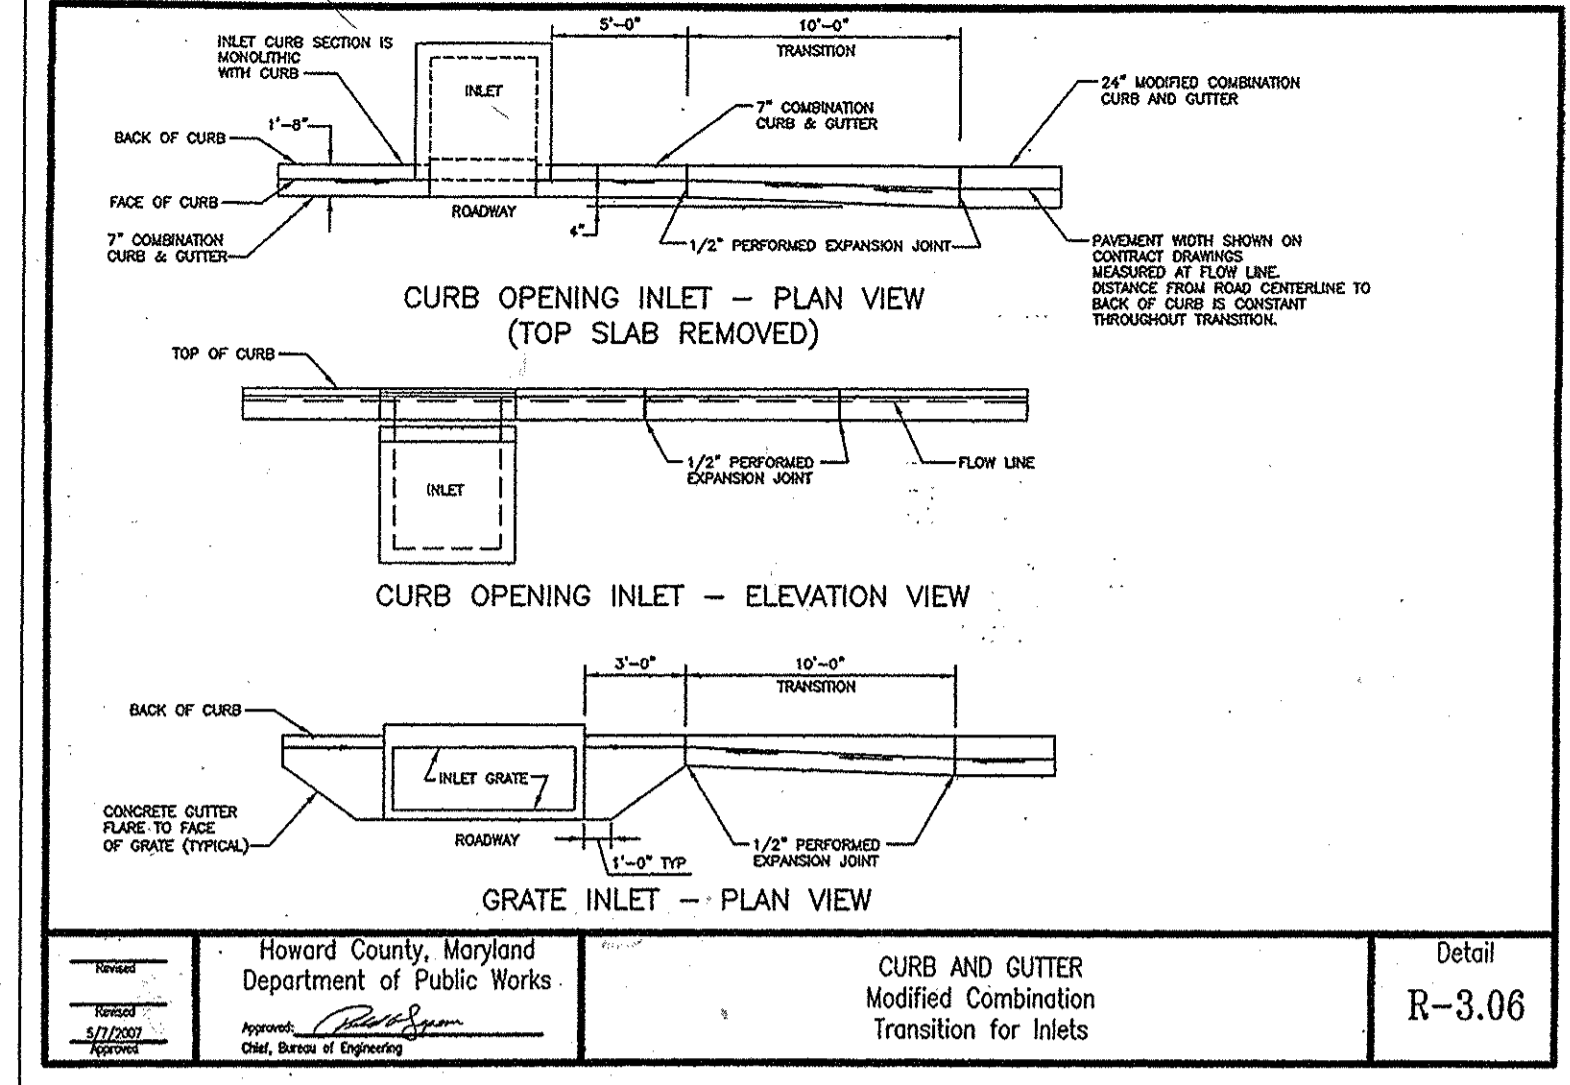 5'-0"
10'-0"
TRANSITION
INLET CURB SECTION IS
MONOLITHIC
WITH CURB
INLET
1'-8"
BACK OF CURB
FACE OF CURB
7" COMBINATION
CURB & GUTTER
ROADWAY
4"
7" COMBINATION
CURB & GUTTER
24" MODIFIED COMBINATION
CURB AND GUTTER
1/2" PERFORMED EXPANSION JOINT
PAVEMENT WIDTH SHOWN ON
CONTRACT DRAWINGS
MEASURED AT FLOW LINE.
DISTANCE FROM ROAD CENTERLINE TO
BACK OF CURB IS CONSTANT
THROUGHOUT TRANSITION.
CURB OPENING INLET - PLAN VIEW
(TOP SLAB REMOVED)
TOP OF CURB
INLET
1/2" PERFORMED
EXPANSION JOINT
FLOW LINE
CURB OPENING INLET - ELEVATION VIEW
3'-0"
10'-0"
TRANSITION
BACK OF CURB
INLET GRATE
CONCRETE GUTTER
FLARE TO FACE
OF GRATE (TYPICAL)
ROADWAY
1'-0" TYP
1/2" PERFORMED
EXPANSION JOINT
GRATE INLET - PLAN VIEW
Revised
Revised
5/7/2007
Approved
Howard County, Maryland
Department of Public Works
Approved:
Chief, Bureau of Engineering
CURB AND GUTTER
Modified Combination
Transition for Inlets
Detail
R-3.06